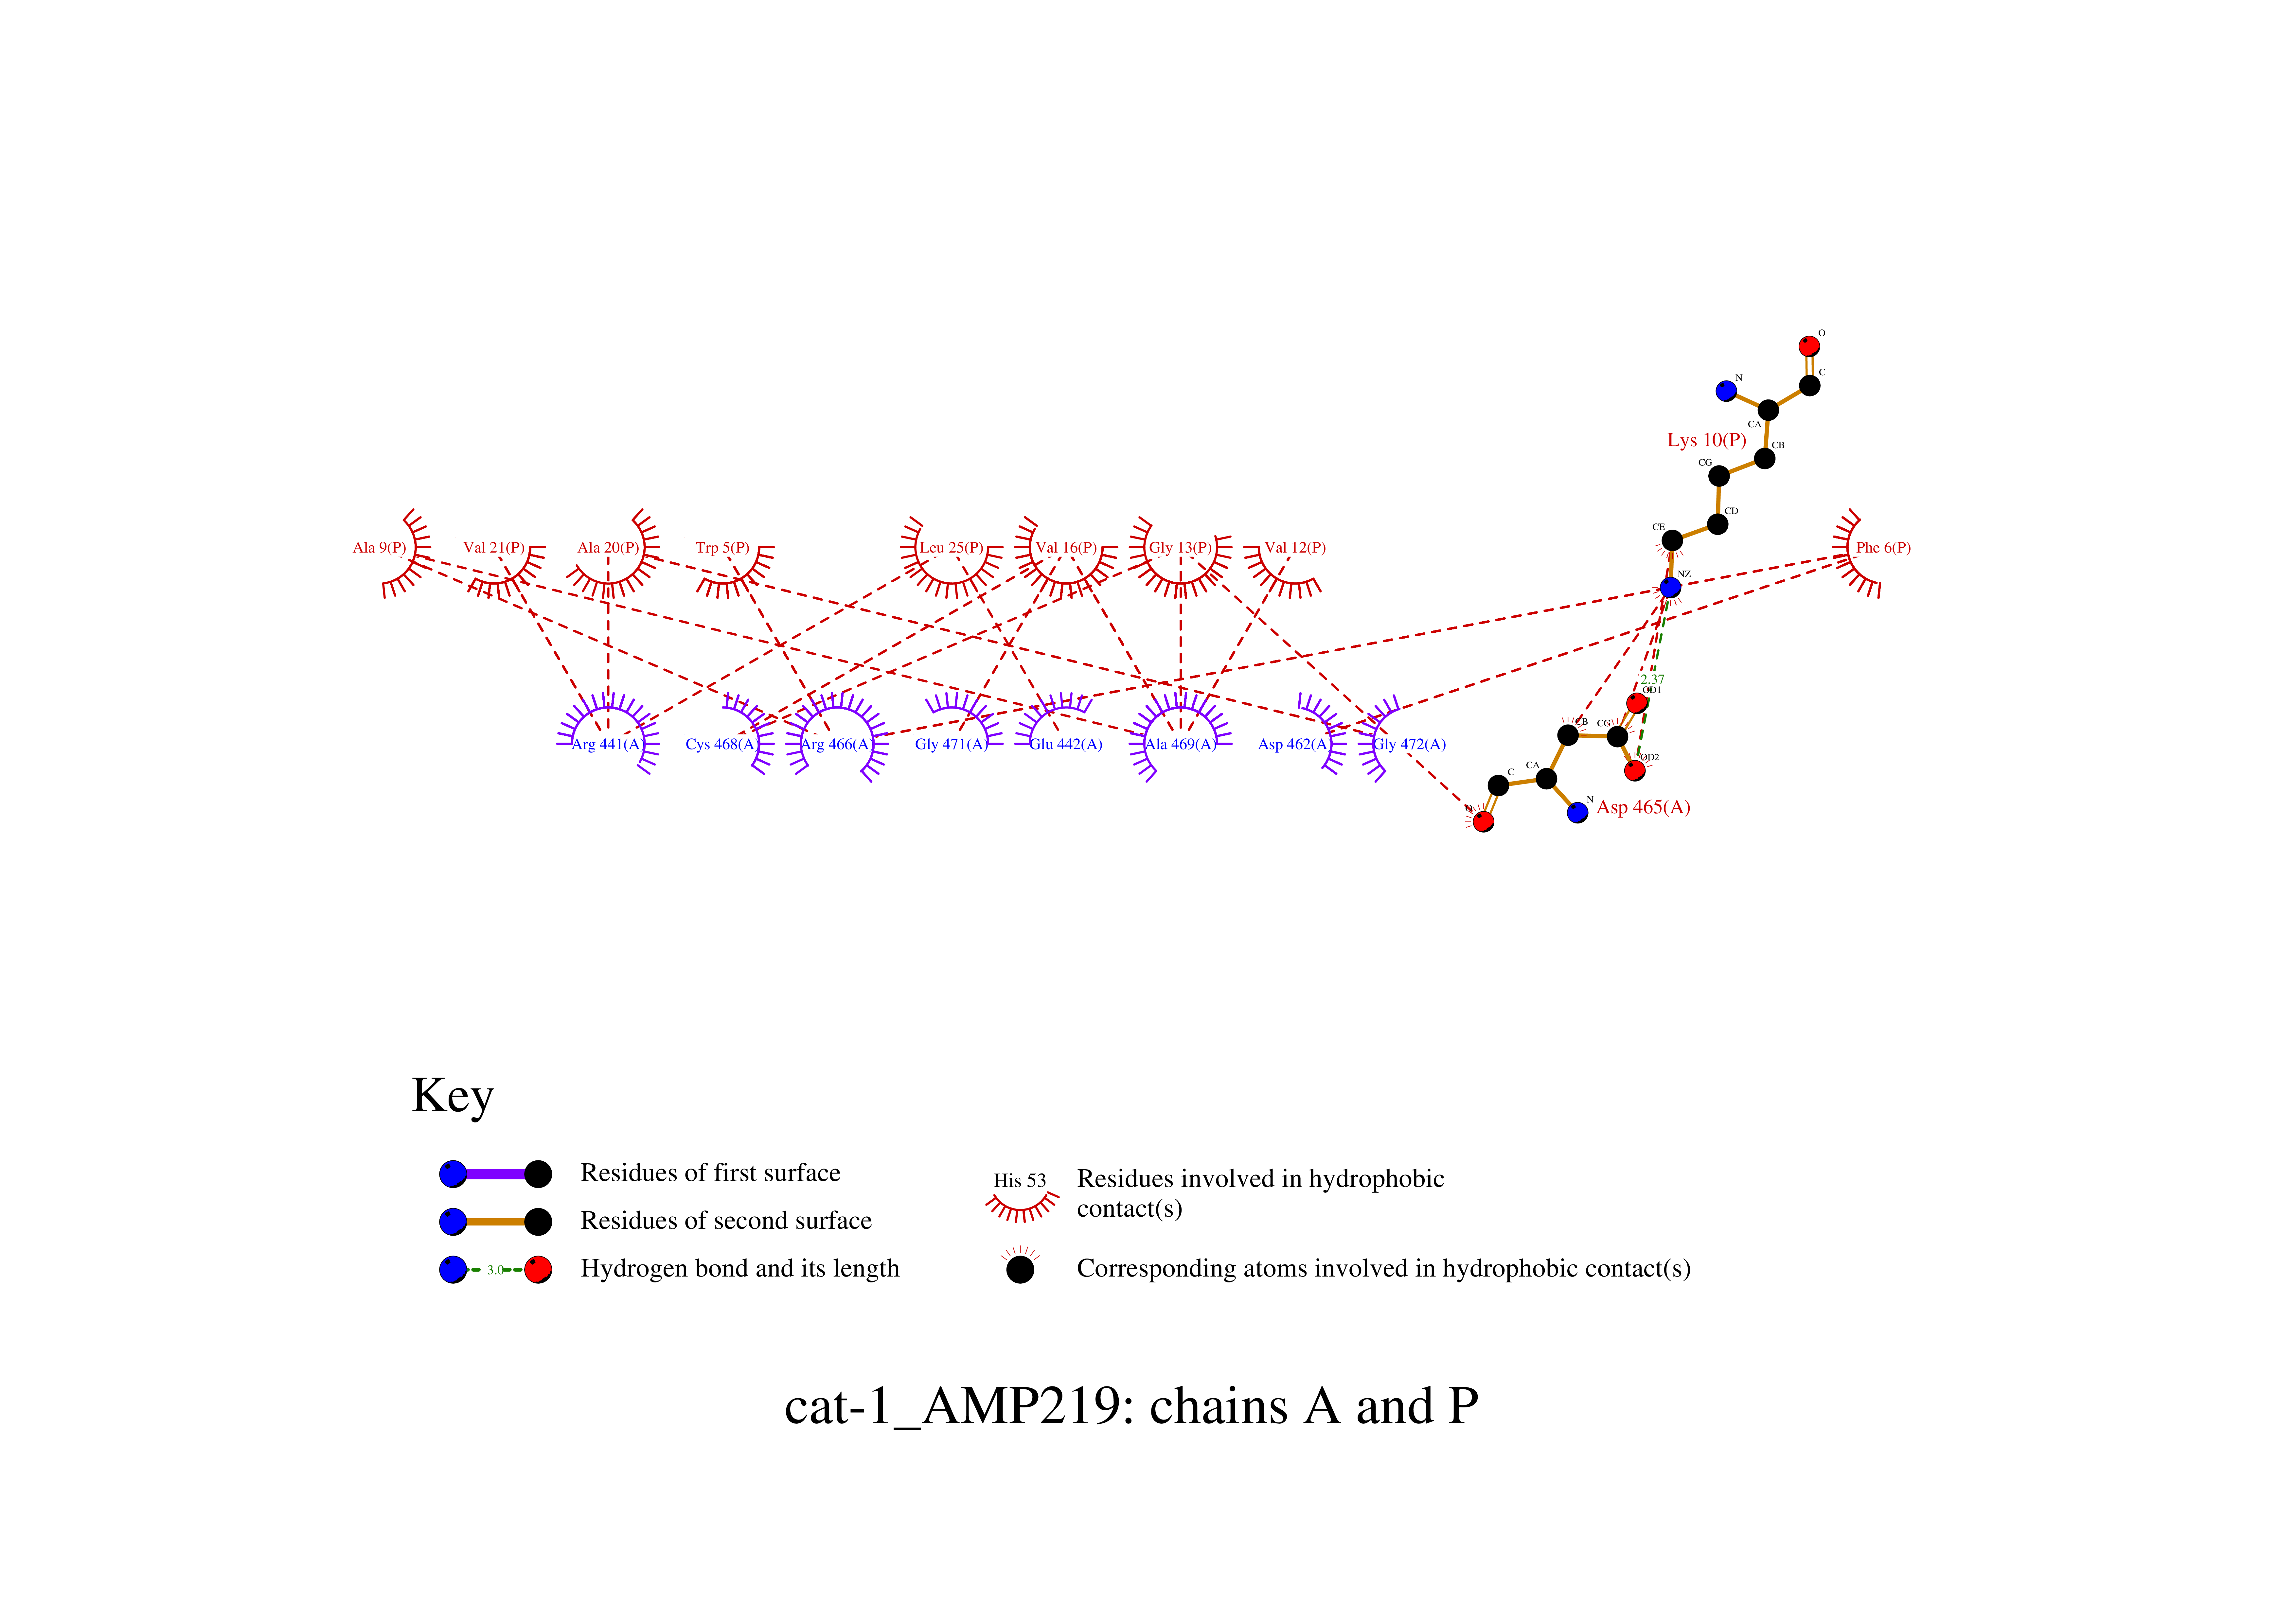 O
N
C
CA
Lys 10(P)
CB
CG
CD
CE
NZ
Ala 9(P) Val 21(P) Ala 20(P) Trp 5(P) Leu 25(P) Val 16(P) Gly 13(P) Val 12(P) Phe 6(P)
2.37
OD1
CB CG
Arg 441(A) Cys 468(A) Arg 466(A) Gly 471(A) Glu 442(A) Ala 469(A) Asp 462(A) Gly 472(A)
OD2
C CA
N
O
Asp 465(A)
Key
Residues of first surface
Residues of second surface
3.0
Hydrogen bond and its length
His 53
Residues involved in hydrophobic
contact(s)
Corresponding atoms involved in hydrophobic contact(s)
cat-1_AMP219: chains A and P